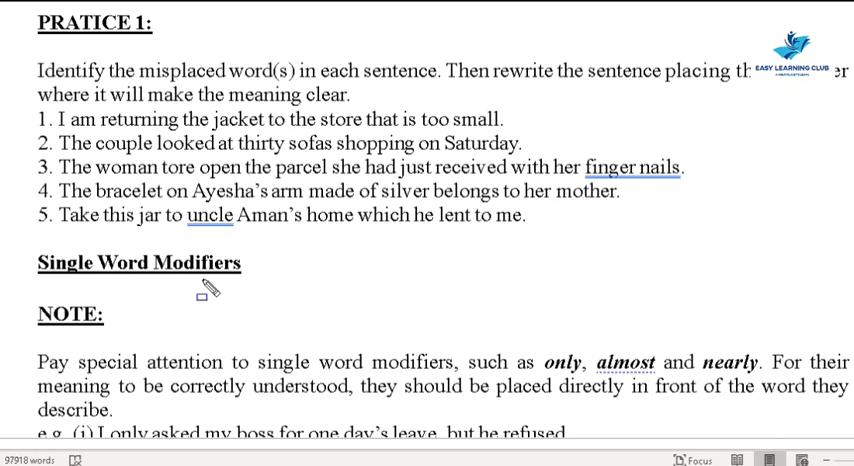 PRATICE 1:
Identify the misplaced word(s) in each sentence. Then rewrite the sentence placing th er
EASY LEARNING CLUB
where it will make the meaning clear.
1. I am returning the jacket to the store that is too small.
2. The couple looked at thirty sofas shopping on Saturday.
3. The woman tore open the parcel she had just received with her finger nails.
4. The bracelet on Ayesha's arm made of silver belongs to her mother.
5. Take this jar to uncle Aman's home which he lent to me.
Single Word Modifiers
NOTE:
Pay special attention to single word modifiers, such as only, almost and nearly. For their
meaning to be correctly understood, they should be placed directly in front of the word they
describe.
e.g. (i) I only asked my boss for one day's leave, but he refused
97918 words
Focus